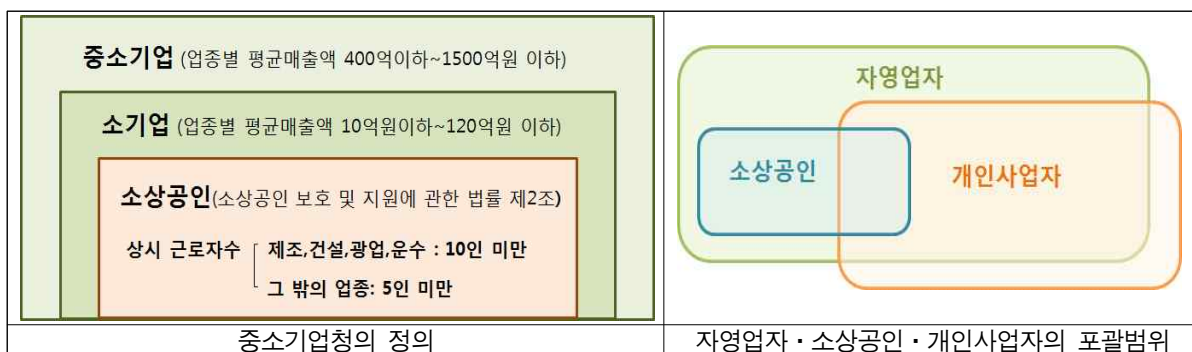 중소기업 (업종별 평균매출액 400억이하~1500억원 이하)
소기업 (업종별 평균매출액 10억원이하~120억원 이하)
소상공인(소상공인 보호 및 지원에 관한 법률 제2조)
상시 근로자수 제조,건설,광업,운수 : 10인 미만
그 밖의 업종: 5인 미만
중소기업청의 정의
자영업자
소상공인
개인사업자
자영업자・소상공인・개인사업자의 포괄범위